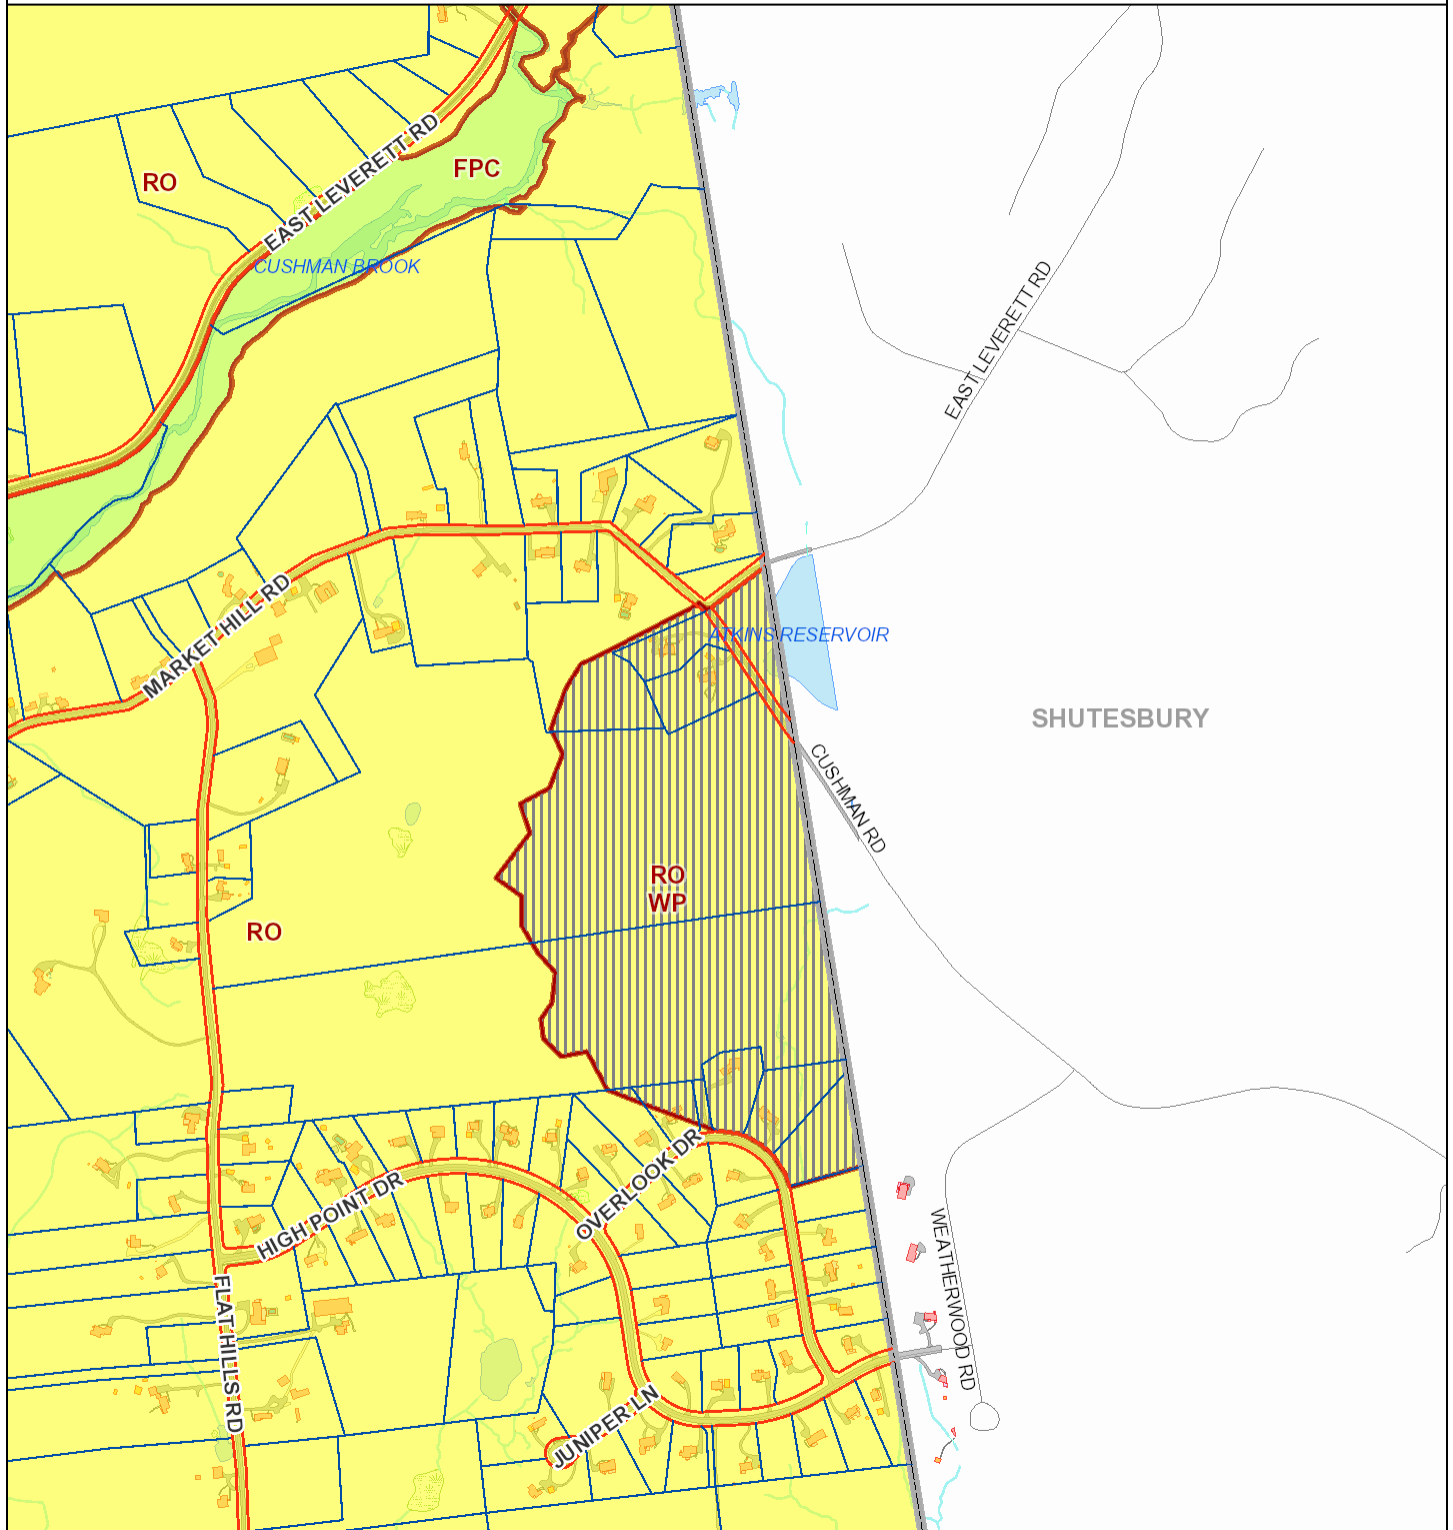 EAST LEVERETT RD
FPC
RO
CUSHMAN BROOK
EAST LEVERETT RD
MARKET HILL RD
ATKINS RESERVOIR
SHUTESBURY
CUSHMAN RD
RO
WP
RO
OVERLOOK DR
HIGH POINT DR
WEATHERWOOD RD
FLAT HILLS RD
JUNIPER LN